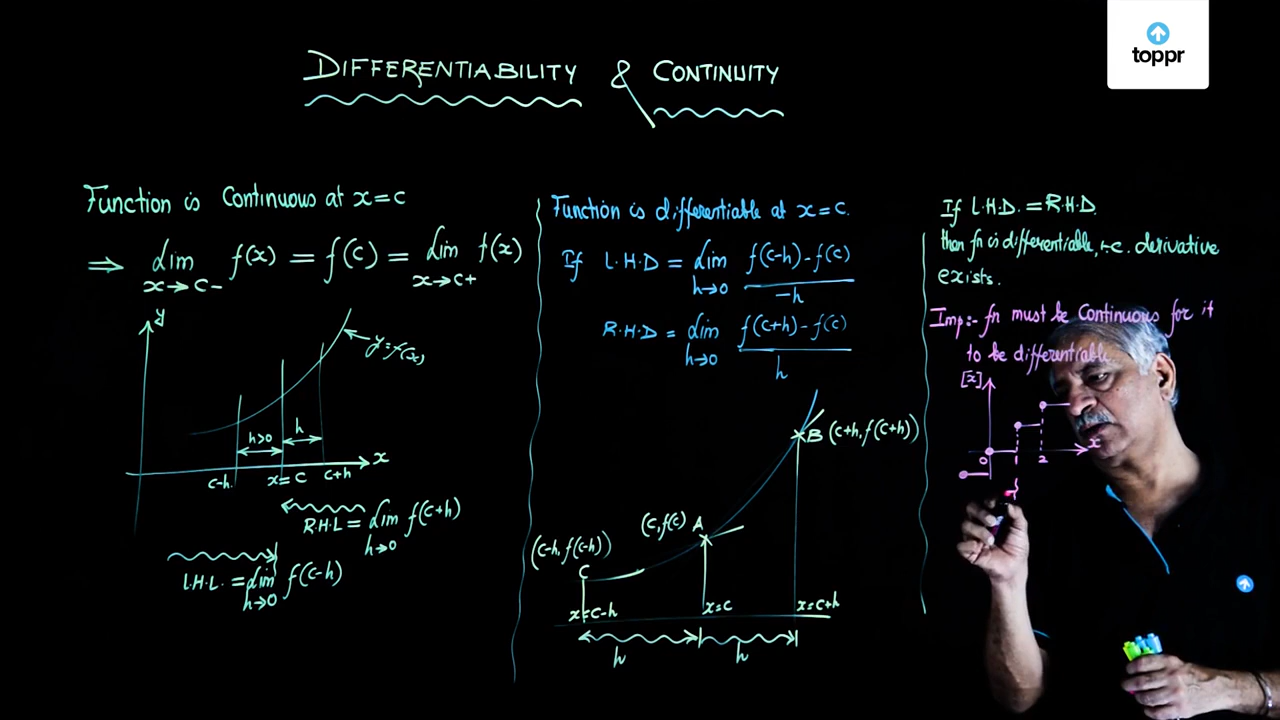 toppr
DIFFERENTIABILITY & CONTINUITY
Function is Continuous at x=c
⇒ lim x→c- f(x) = f(c) = lim x→c+ f(x)
y
y=f(x)
h>0
h
x
c-h
x=c
c+h
R.H.L = lim h→0 f(c+h)
L.H.L. = lim h→0 f(c-h)
Function is differentiable at x=c.
If L.H.D = lim h→0 f(c-h)-f(c) / -h
R.H.D = lim h→0 f(c+h)-f(c) / h
B (c+h, f(c+h))
(c, f(c)) A
(c-h, f(c-h))
C
x=c-h
x=c
x=c+h
h
h
If L.H.D. = R.H.D.
then fn is differentiable, i.e. derivative
exists.
Imp:- fn must be Continuous for it
to be differentiable
[x]
x
0
2